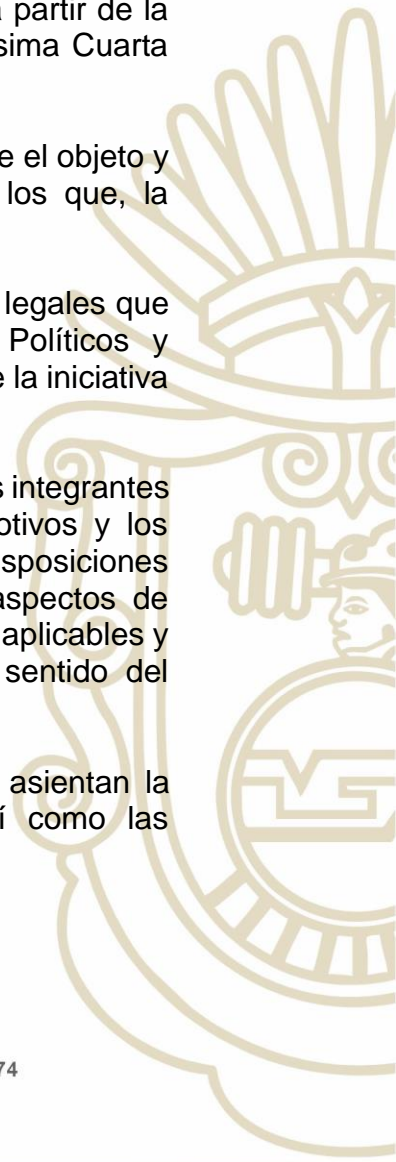 partir de la
sima Cuarta
e el objeto y
los que, la
legales que
Políticos y
e la iniciativa
s integrantes
otivos y los
sposiciones
aspectos de
aplicables y
sentido del
asientan la
í como las
74